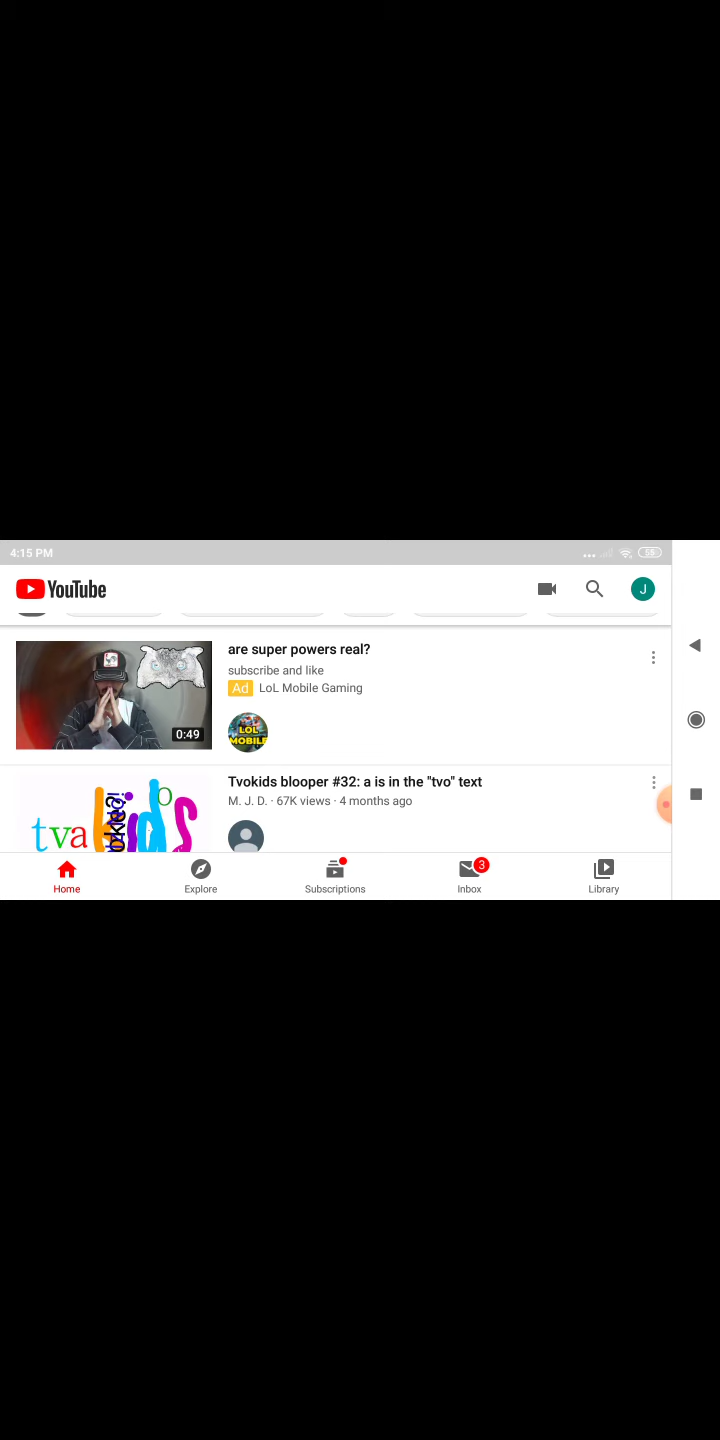 4:15 PM
55
YouTube
J
are super powers real?
subscribe and like
Ad LoL Mobile Gaming
0:49
LOL
MOBILE
Tvokids blooper #32: a is in the "tvo" text
M. J. D. · 67K views · 4 months ago
tva kids
o
3
Home
Explore
Subscriptions
Inbox
Library